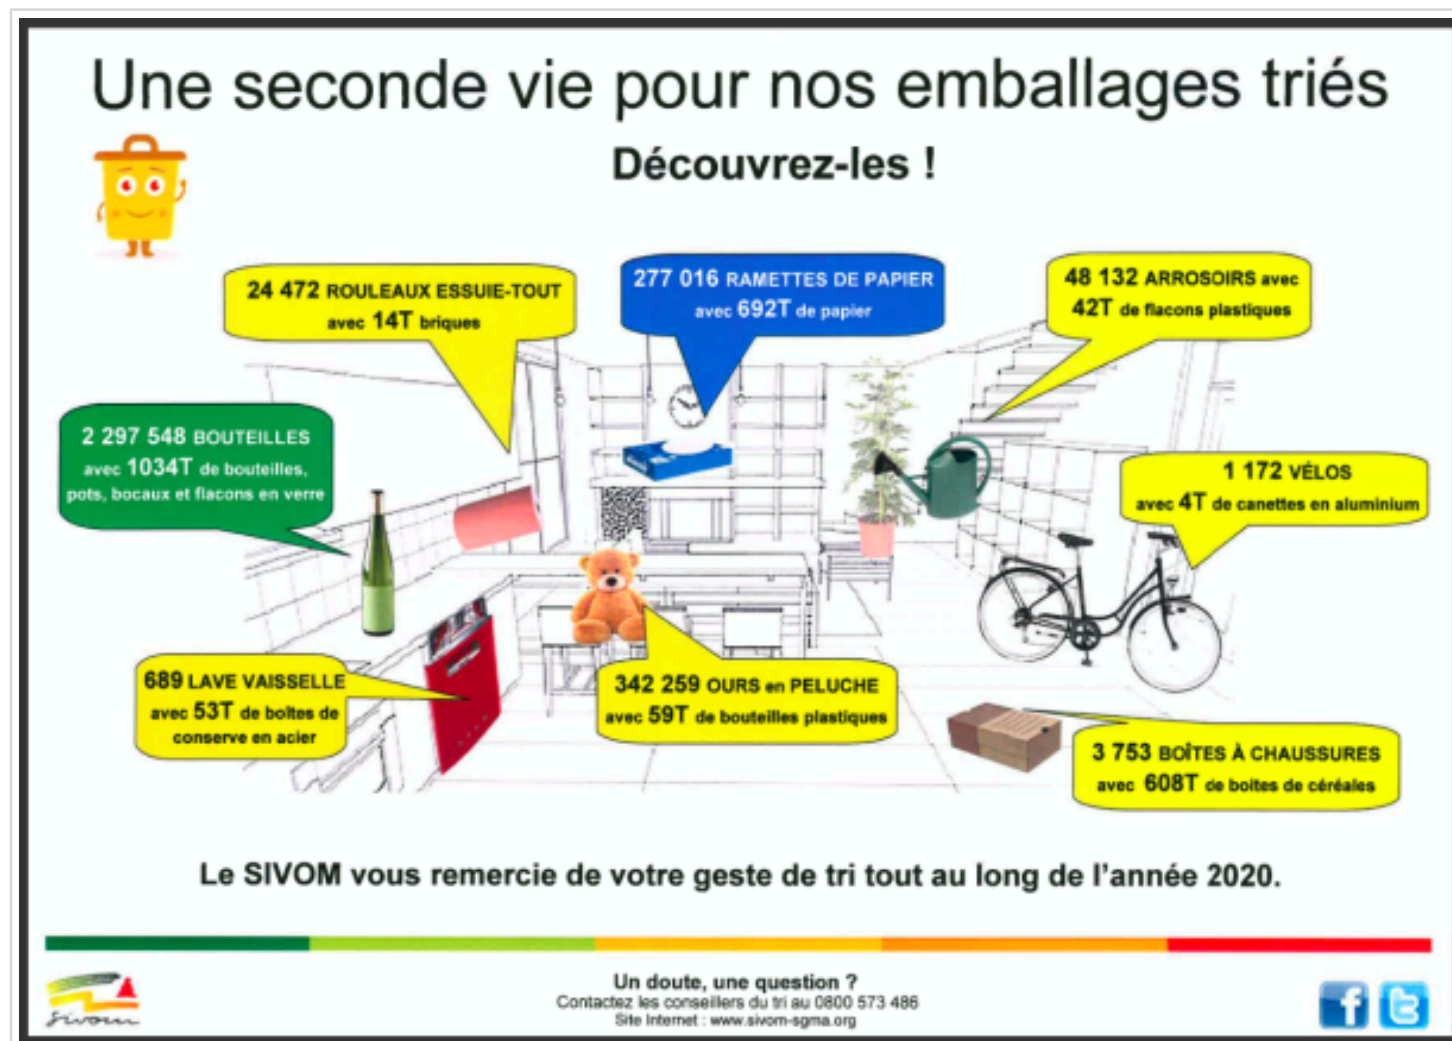 Une seconde vie pour nos emballages triés
Découvrez-les !
24 472 ROULEAUX ESSUIE-TOUT
avec 14T briques
277 016 RAMETTES DE PAPIER
avec 692T de papier
48 132 ARROSOIRS avec
42T de flacons plastiques
2 297 548 BOUTEILLES
avec 1034T de bouteilles,
pots, bocaux et flacons en verre
1 172 VÉLOS
avec 4T de canettes en aluminium
689 LAVE VAISSELLE
avec 53T de boîtes de
conserve en acier
342 259 OURS en PELUCHE
avec 59T de bouteilles plastiques
3 753 BOÎTES À CHAUSSURES
avec 608T de boites de céréales
Le SIVOM vous remercie de votre geste de tri tout au long de l'année 2020.
Sivom
Un doute, une question ?
Contactez les conseillers du tri au 0800 573 486
Site Internet : www.sivom-sgma.org